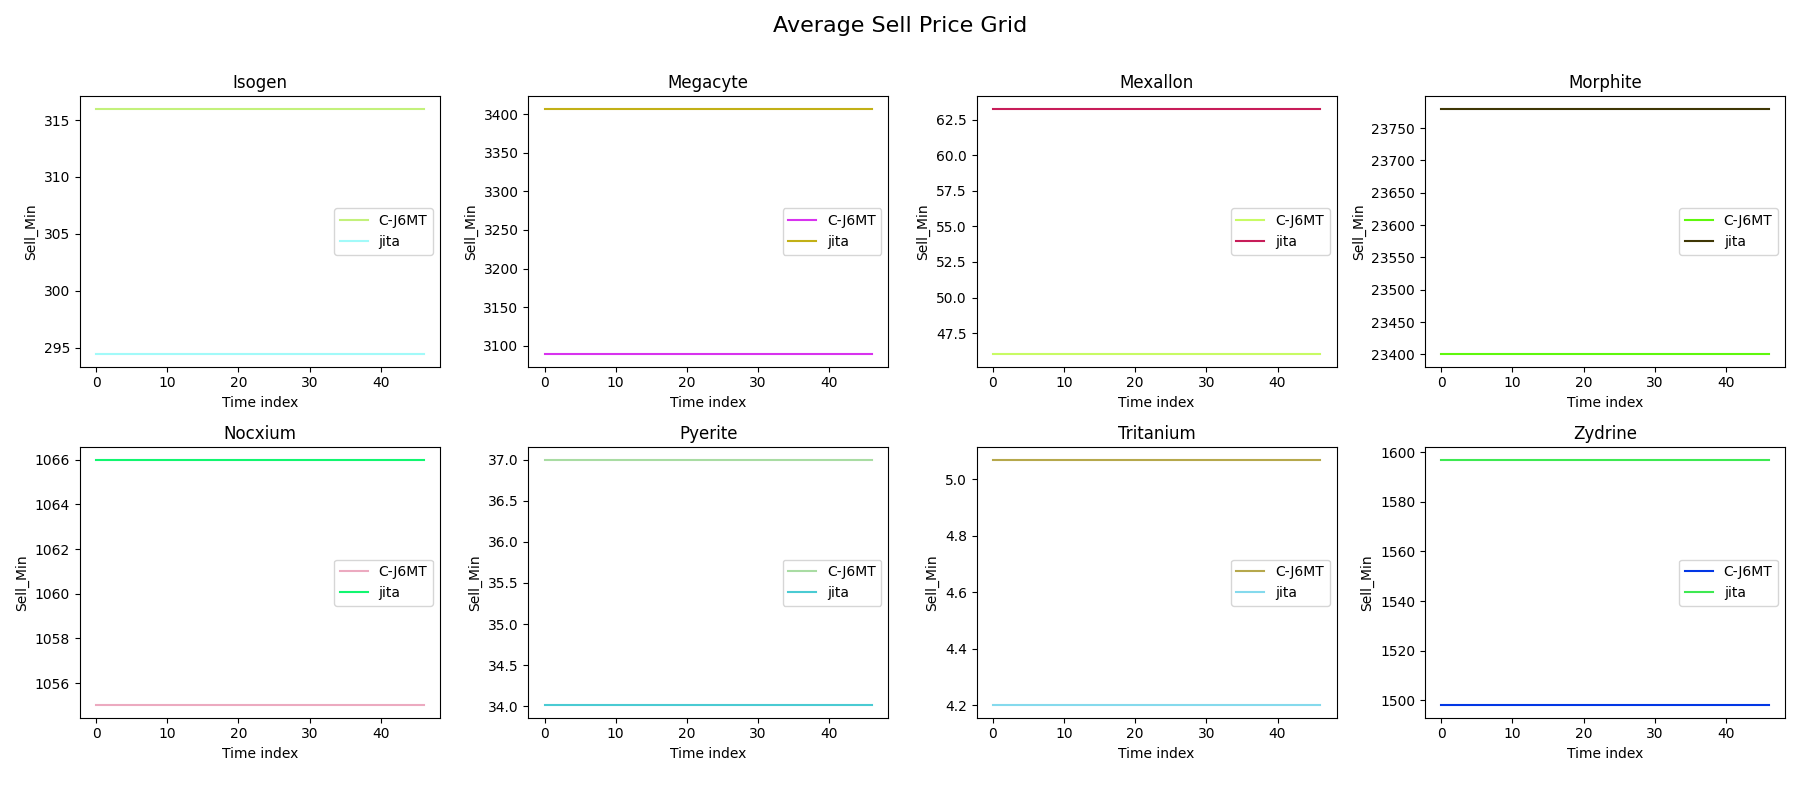 Average Sell Price Grid
Isogen
315
310
305
300
295
Sell_Min
C-J6MT
jita
0 10 20 30 40
Time index
Megacyte
3400
3350
3300
3250
3200
3150
3100
Sell_Min
C-J6MT
jita
0 10 20 30 40
Time index
Mexallon
62.5
60.0
57.5
55.0
52.5
50.0
47.5
Sell_Min
C-J6MT
jita
0 10 20 30 40
Time index
Morphite
23750
23700
23650
23600
23550
23500
23450
23400
Sell_Min
C-J6MT
jita
0 10 20 30 40
Time index
Nocxium
1066
1064
1062
1060
1058
1056
Sell_Min
C-J6MT
jita
0 10 20 30 40
Time index
Pyerite
37.0
36.5
36.0
35.5
35.0
34.5
34.0
Sell_Min
C-J6MT
jita
0 10 20 30 40
Time index
Tritanium
5.0
4.8
4.6
4.4
4.2
Sell_Min
C-J6MT
jita
0 10 20 30 40
Time index
Zydrine
1600
1580
1560
1540
1520
1500
Sell_Min
C-J6MT
jita
0 10 20 30 40
Time index